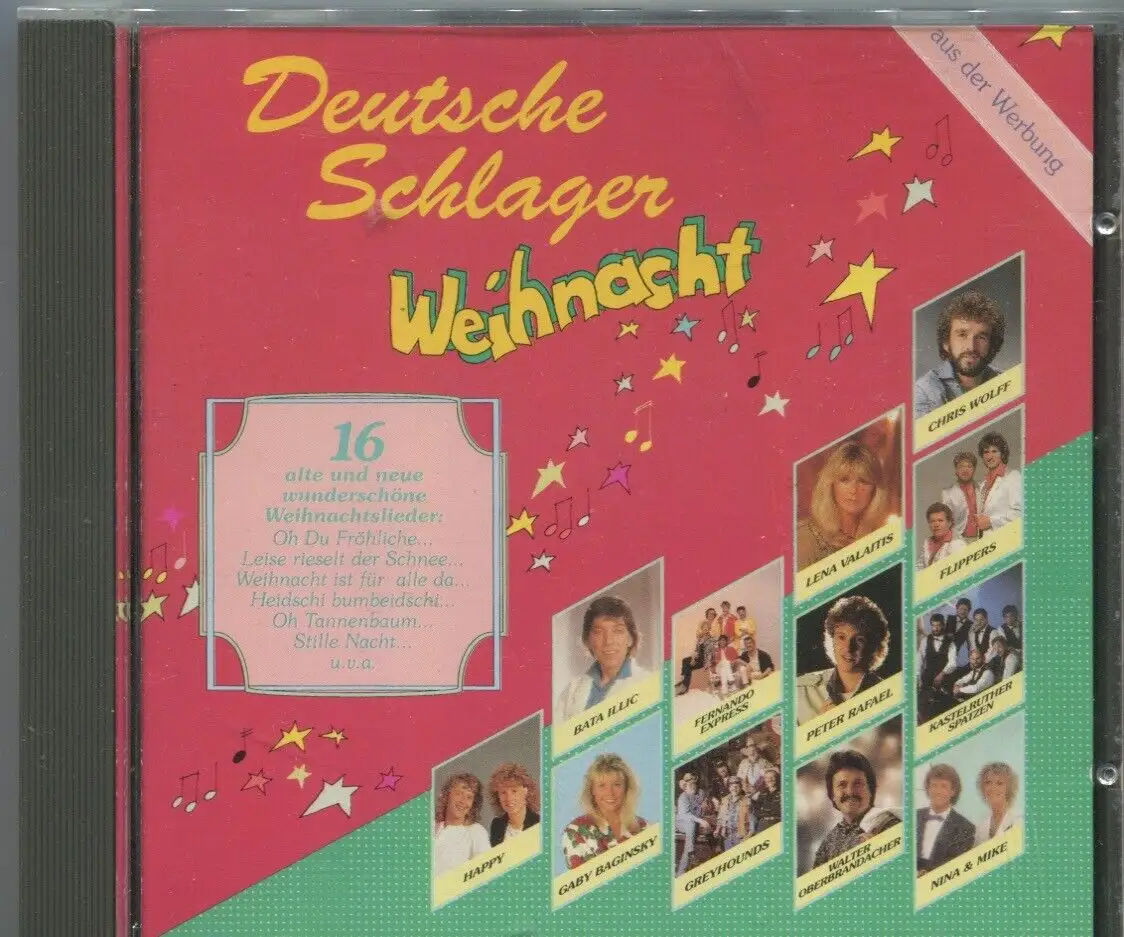 Deutsche
Schlager
Weihnacht
aus der Werbung
16
alte und neue
wunderschöne
Weihnachtslieder:
Oh Du Fröhliche...
Leise rieselt der Schnee...
Weihnacht ist für alle da...
Heidschi bumbeidschi...
Oh Tannenbaum...
Stille Nacht...
u.v.a.
CHRIS WOLFF
LENA VALAITIS
FLIPPERS
BATA ILLIC
FERNANDO
EXPRESS
PETER RAFAEL
KASTELRUTHER
SPATZEN
HAPPY
GABY BAGINSKY
GREYHOUNDS
WALTER
OBERBRANDACHER
NINA & MIKE